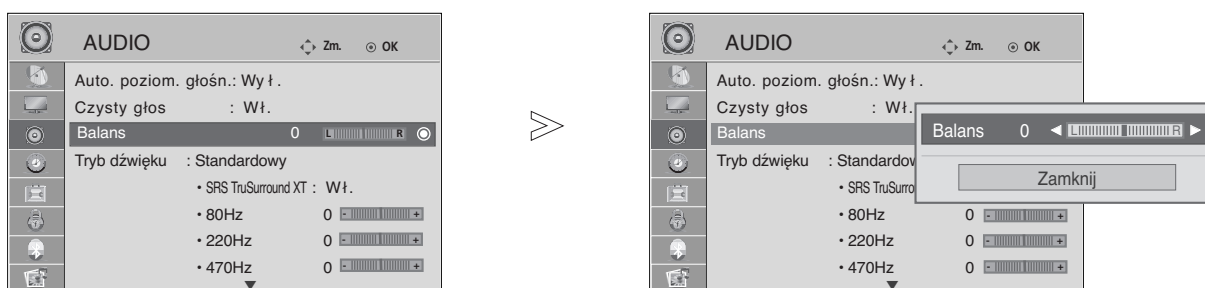 AUDIO Zm. OK
Auto. poziom. głośn.: Wył.
Czysty głos : Wł.
Balans 0 L R
Tryb dźwięku : Standardowy
• SRS TruSurround XT : Wł.
• 80Hz 0 - +
• 220Hz 0 - +
• 470Hz 0 - +
AUDIO Zm. OK
Auto. poziom. głośn.: Wył.
Czysty głos : Wł.
Balans
Tryb dźwięku : Standardow
• SRS TruSurro
• 80Hz 0 - +
• 220Hz 0 - +
• 470Hz 0 - +
Balans 0 L R
Zamknij